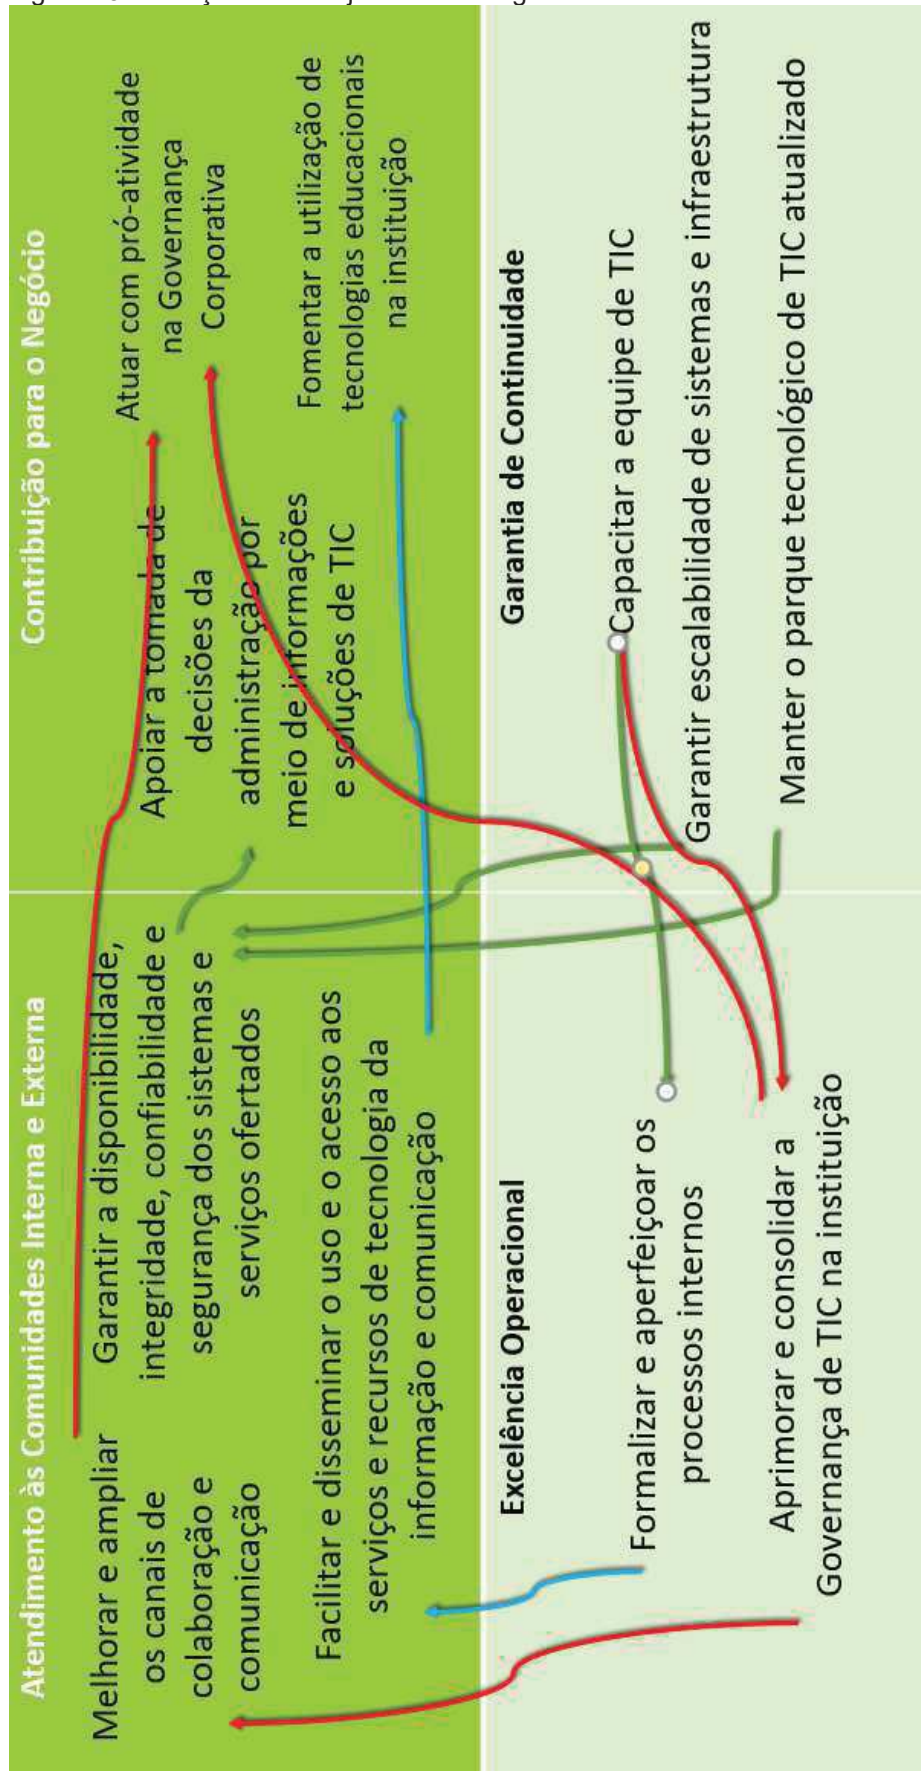 Atendimento às Comunidades Interna e Externa
Melhorar e ampliar
os canais de
colaboração e
comunicação
Garantir a disponibilidade,
integridade, confiabilidade e
segurança dos sistemas e
serviços ofertados
Facilitar e disseminar o uso e o acesso aos
serviços e recursos de tecnologia da
informação e comunicação
Contribuição para o Negócio
Apoiar a tomada de
decisões da
administração por
meio de informações
e soluções de TIC
Atuar com pró-atividade
na Governança
Corporativa
Fomentar a utilização de
tecnologias educacionais
na instituição
Excelência Operacional
Formalizar e aperfeiçoar os
processos internos
Aprimorar e consolidar a
Governança de TIC na instituição
Garantia de Continuidade
Capacitar a equipe de TIC
Garantir escalabilidade de sistemas e infraestrutura
Manter o parque tecnológico de TIC atualizado